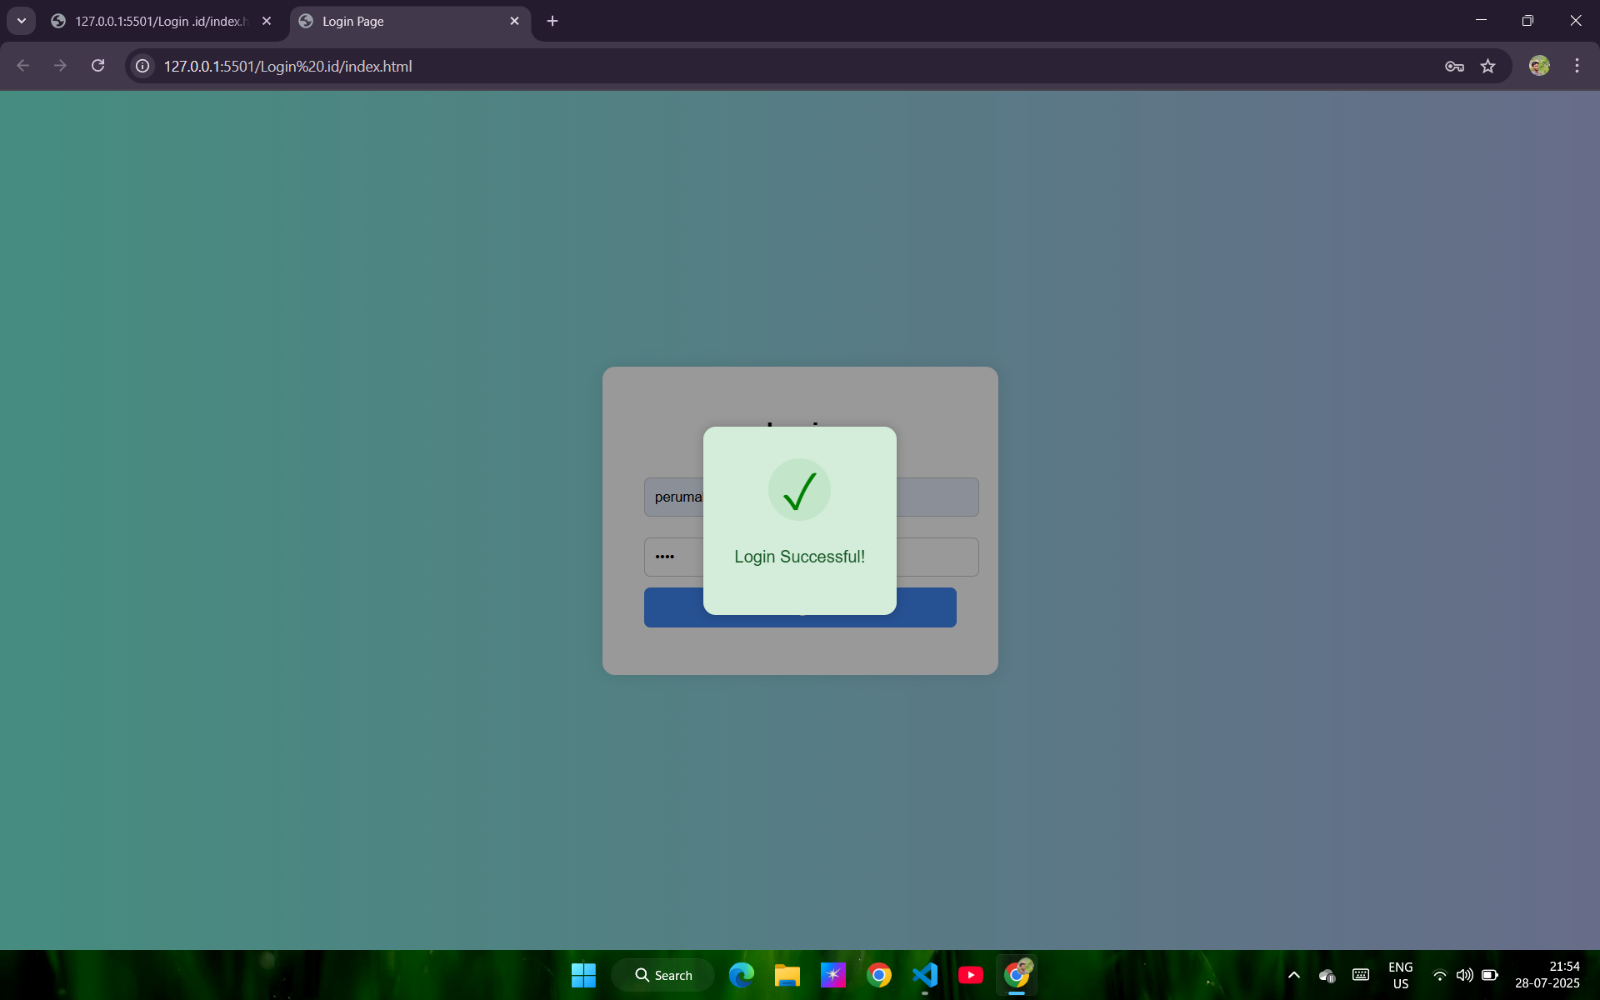 127.0.0.1:5501/Login .id/index.h
Login Page
127.0.0.1:5501/Login%20.id/index.html
peruma
••••
Login Successful!
Search
ENG
US
21:54
28-07-2025